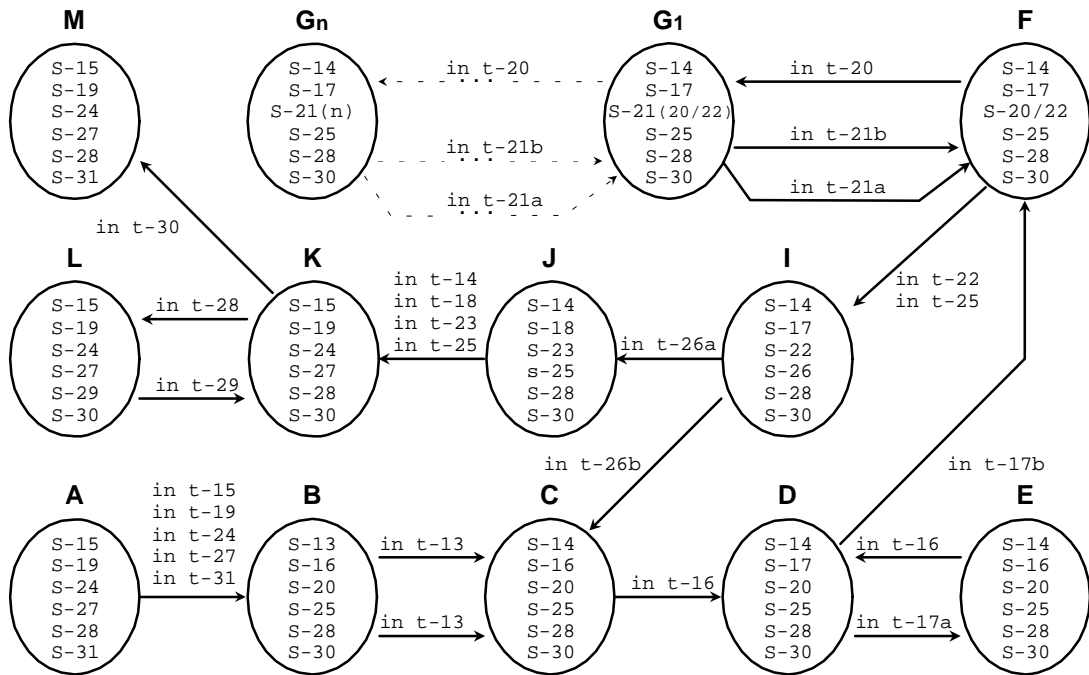 M
S-15
S-19
S-24
S-27
S-28
S-31
Gn
S-14
S-17
S-21(n)
S-25
S-28
S-30
in t-20
...
...
in t-21b
...
in t-21a
G1
S-14
S-17
S-21(20/22)
S-25
S-28
S-30
in t-20
in t-21b
in t-21a
F
S-14
S-17
S-20/22
S-25
S-28
S-30
in t-30
in t-22
in t-25
L
S-15
S-19
S-24
S-27
S-29
S-30
in t-28
in t-29
K
S-15
S-19
S-24
S-27
S-28
S-30
in t-14
in t-18
in t-23
in t-25
J
S-14
S-18
S-23
s-25
S-28
S-30
in t-26a
I
S-14
S-17
S-22
S-26
S-28
S-30
in t-26b
in t-17b
A
S-15
S-19
S-24
S-27
S-28
S-31
in t-15
in t-19
in t-24
in t-27
in t-31
B
S-13
S-16
S-20
S-25
S-28
S-30
in t-13
in t-13
C
S-14
S-16
S-20
S-25
S-28
S-30
in t-16
D
S-14
S-17
S-20
S-25
S-28
S-30
in t-16
in t-17a
E
S-14
S-16
S-20
S-25
S-28
S-30